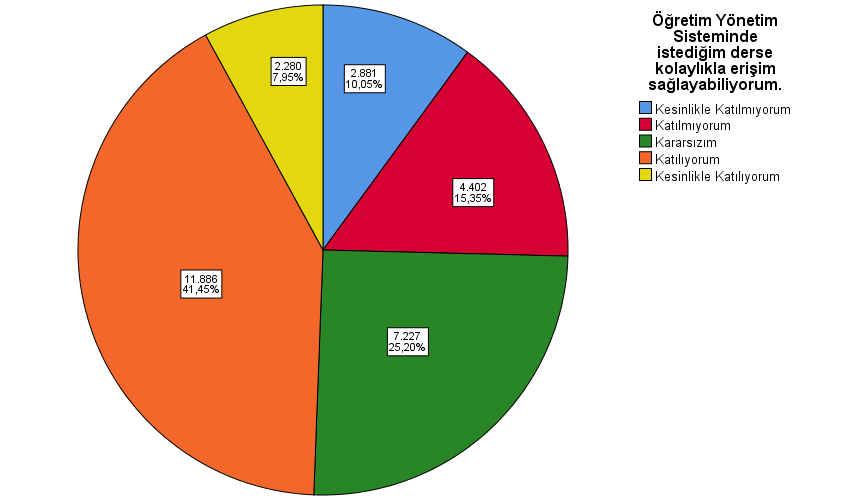 Öğretim Yönetim
Sisteminde
istediğim derse
kolaylıkla erişim
sağlayabiliyorum.
Kesinlikle Katılmıyorum
Katılmıyorum
Kararsızım
Katılıyorum
Kesinlikle Katılıyorum
2.280
7,95%
2.881
10,05%
4.402
15,35%
11.886
41,45%
7.227
25,20%